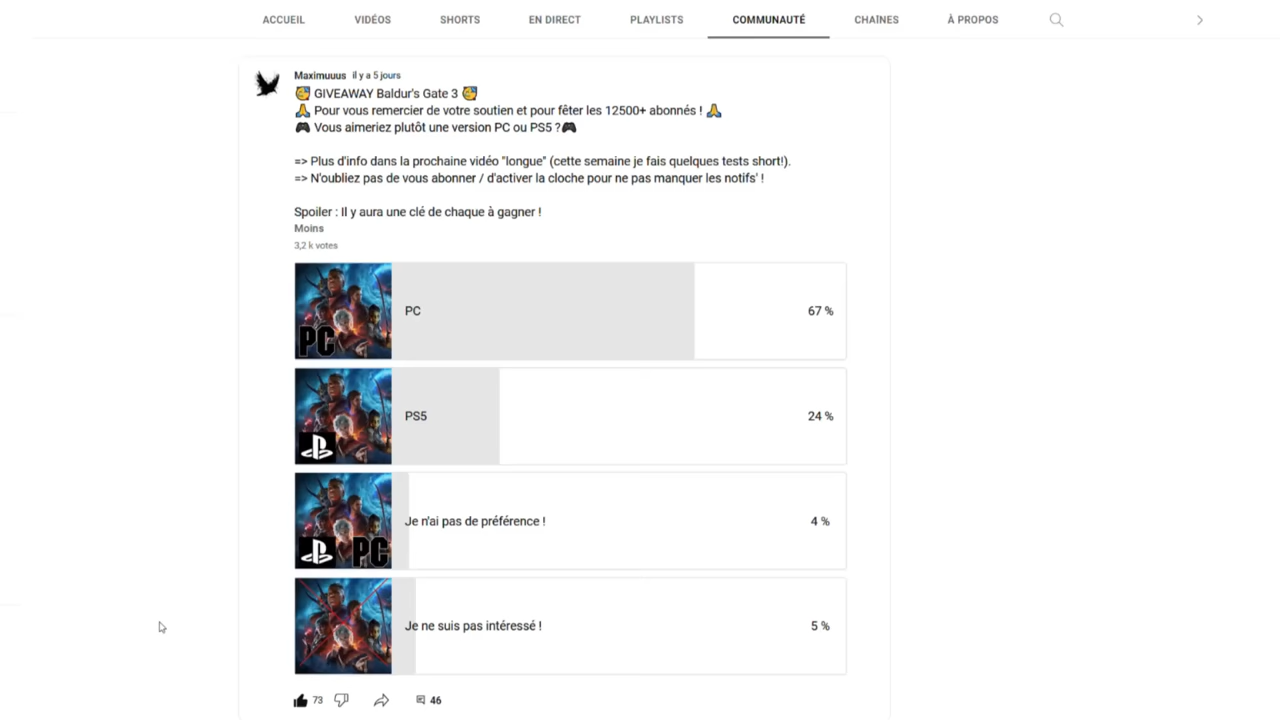 ACCUEIL VIDÉOS SHORTS EN DIRECT PLAYLISTS COMMUNAUTÉ CHAÎNES À PROPOS
Maximuuus il y a 5 jours
🥳 GIVEAWAY Baldur's Gate 3 🥳
🙏 Pour vous remercier de votre soutien et pour fêter les 12500+ abonnés ! 🙏
🎮 Vous aimeriez plutôt une version PC ou PS5 ?🎮
=> Plus d'info dans la prochaine vidéo "longue" (cette semaine je fais quelques tests short!).
=> N'oubliez pas de vous abonner / d'activer la cloche pour ne pas manquer les notifs' !
Spoiler : Il y aura une clé de chaque à gagner !
Moins
3,2 k votes
PC 67 %
PC
PS5 24 %
Je n'ai pas de préférence ! 4 %
PC
Je ne suis pas intéressé ! 5 %
73 46